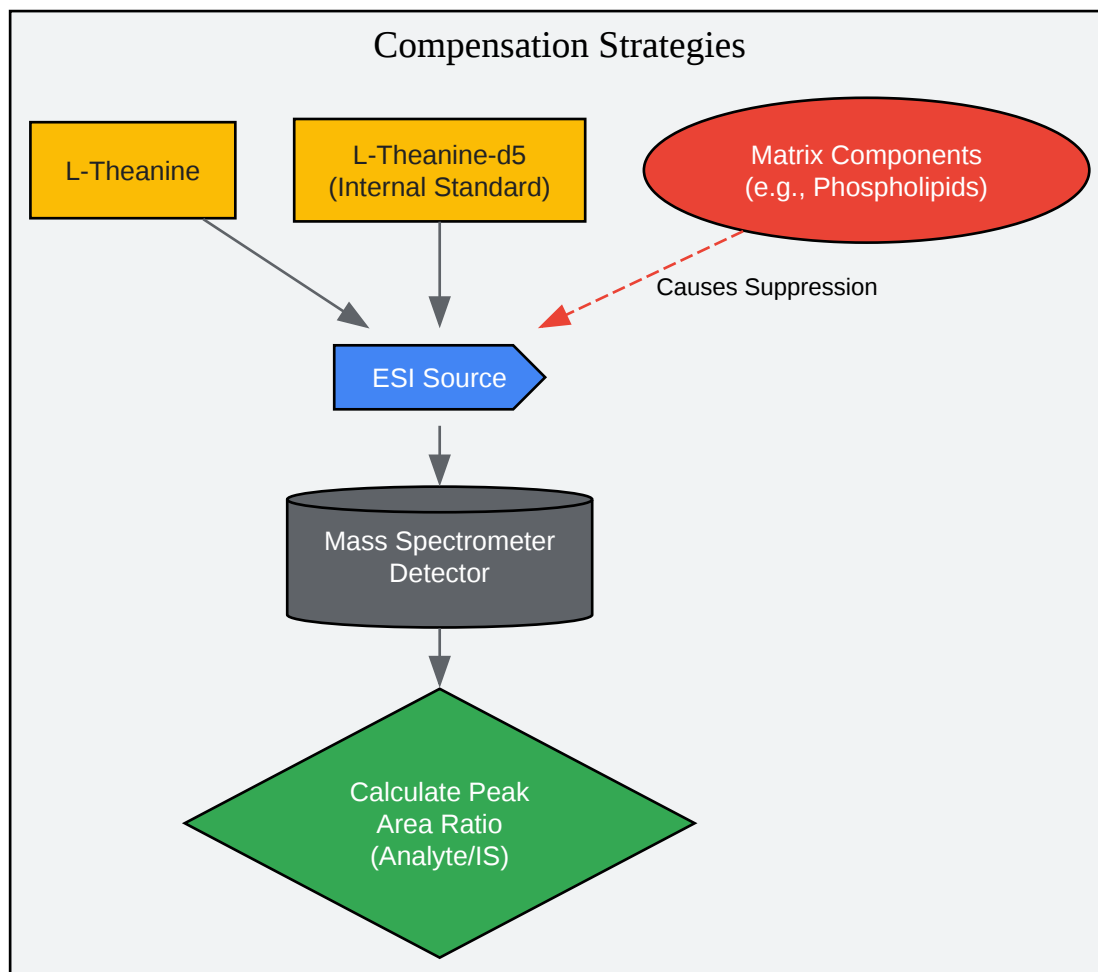 Compensation Strategies
L-Theanine
L-Theanine-d5
(Internal Standard)
Matrix Components
(e.g., Phospholipids)
Causes Suppression
ESI Source
Mass Spectrometer
Detector
Calculate Peak
Area Ratio
(Analyte/IS)